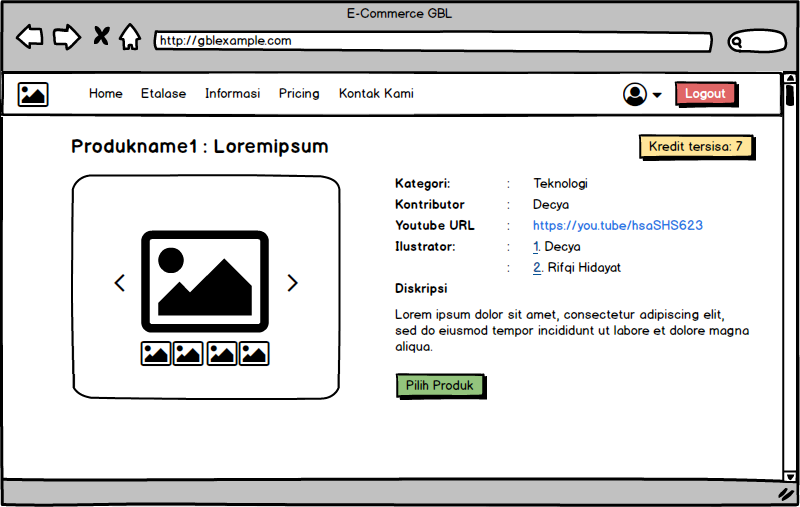 E-Commerce GBL
http://gblexample.com
Home Etalase Informasi Pricing Kontak Kami Logout
Produkname1 : Loremipsum
Kredit tersisa: 7
Kategori: : Teknologi
Kontributor : Decya
Youtube URL : https://you.tube/hsaSHS623
Ilustrator: : 1. Decya
: 2. Rifqi Hidayat
Diskripsi
Lorem ipsum dolor sit amet, consectetur adipiscing elit,
sed do eiusmod tempor incididunt ut labore et dolore magna
aliqua.
Pilih Produk